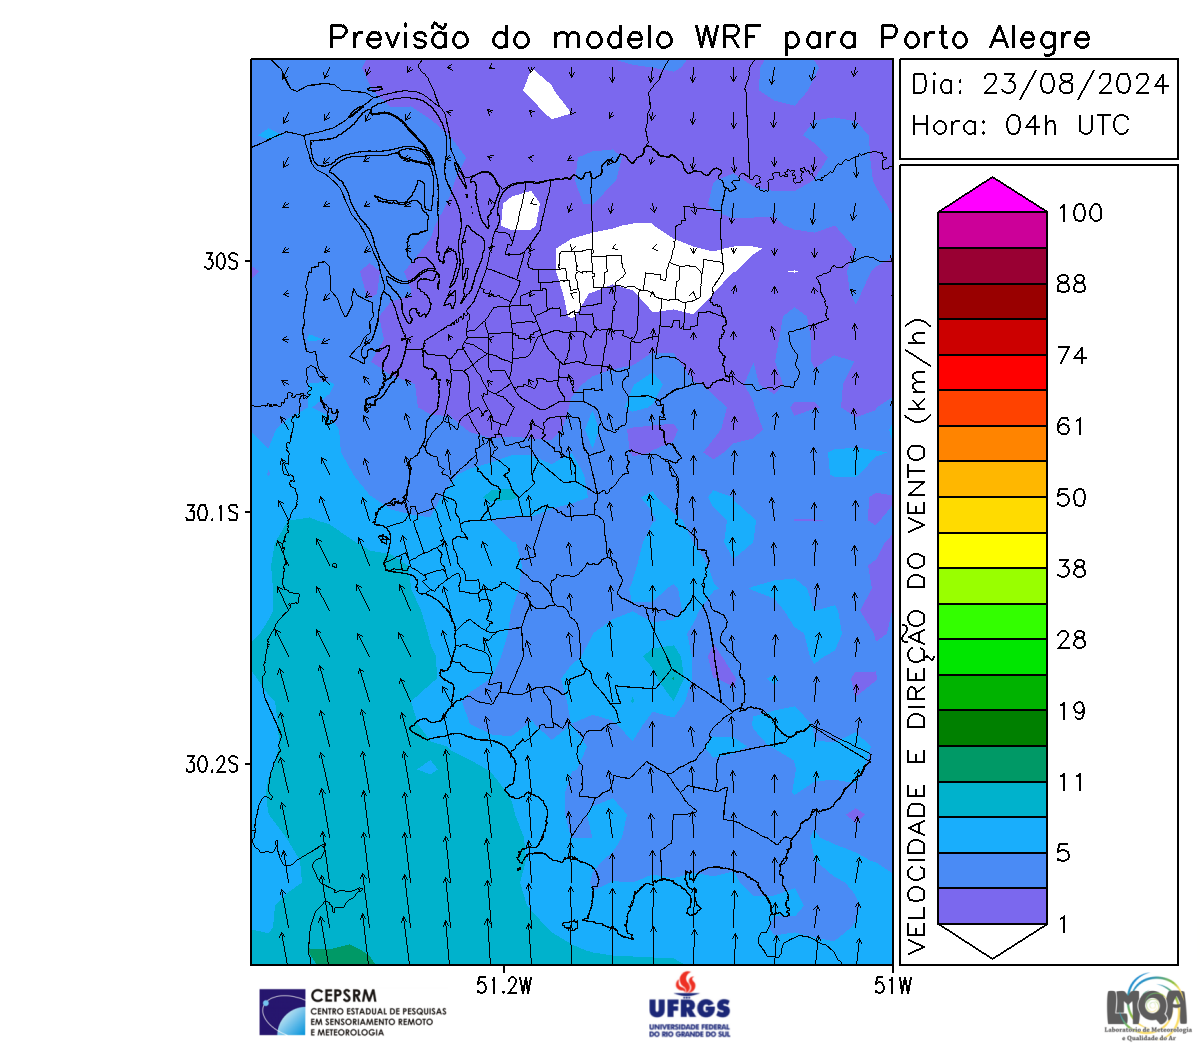 Previsão do modelo WRF para Porto Alegre
Dia: 23/08/2024
Hora: 04h UTC
30S
30.1S
30.2S
51.2W
51W
VELOCIDADE E DIREÇÃO DO VENTO (km/h)
100
88
74
61
50
38
28
19
11
5
1
CEPSRM
CENTRO ESTADUAL DE PESQUISAS
EM SENSORIAMENTO REMOTO
E METEOROLOGIA
UFRGS
UNIVERSIDADE FEDERAL
DO RIO GRANDE DO SUL
LMQA
Laboratório de Meteorologia
e Qualidade do Ar